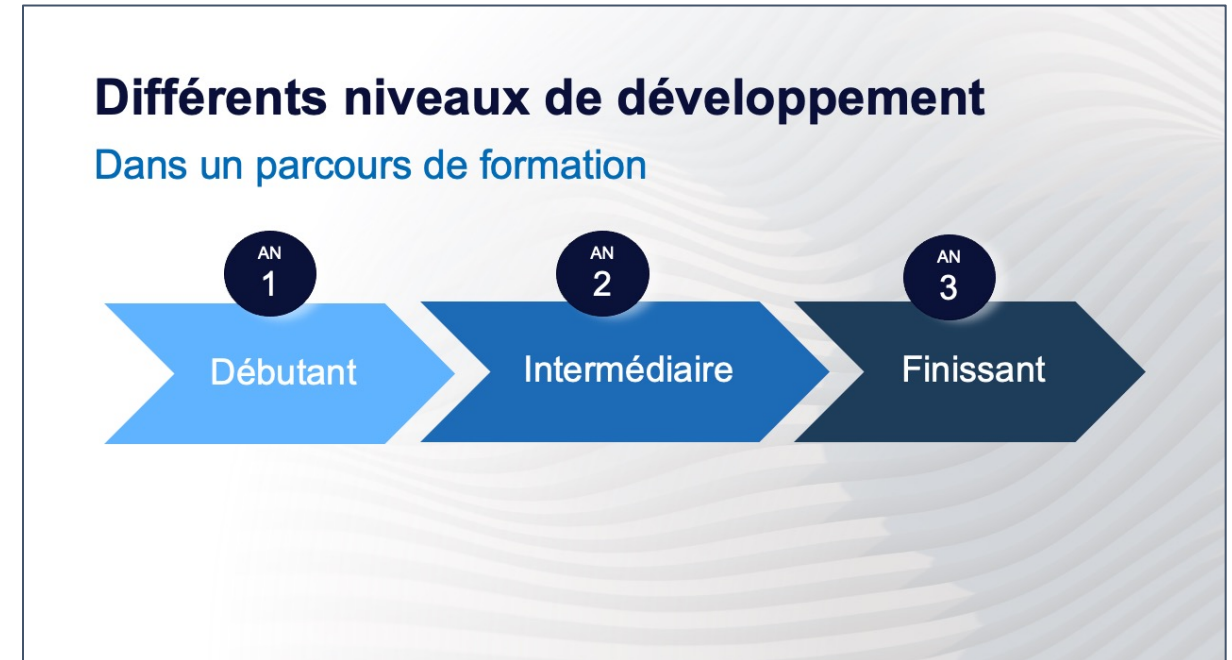 Différents niveaux de développement
Dans un parcours de formation
AN
1
Débutant
AN
2
Intermédiaire
AN
3
Finissant